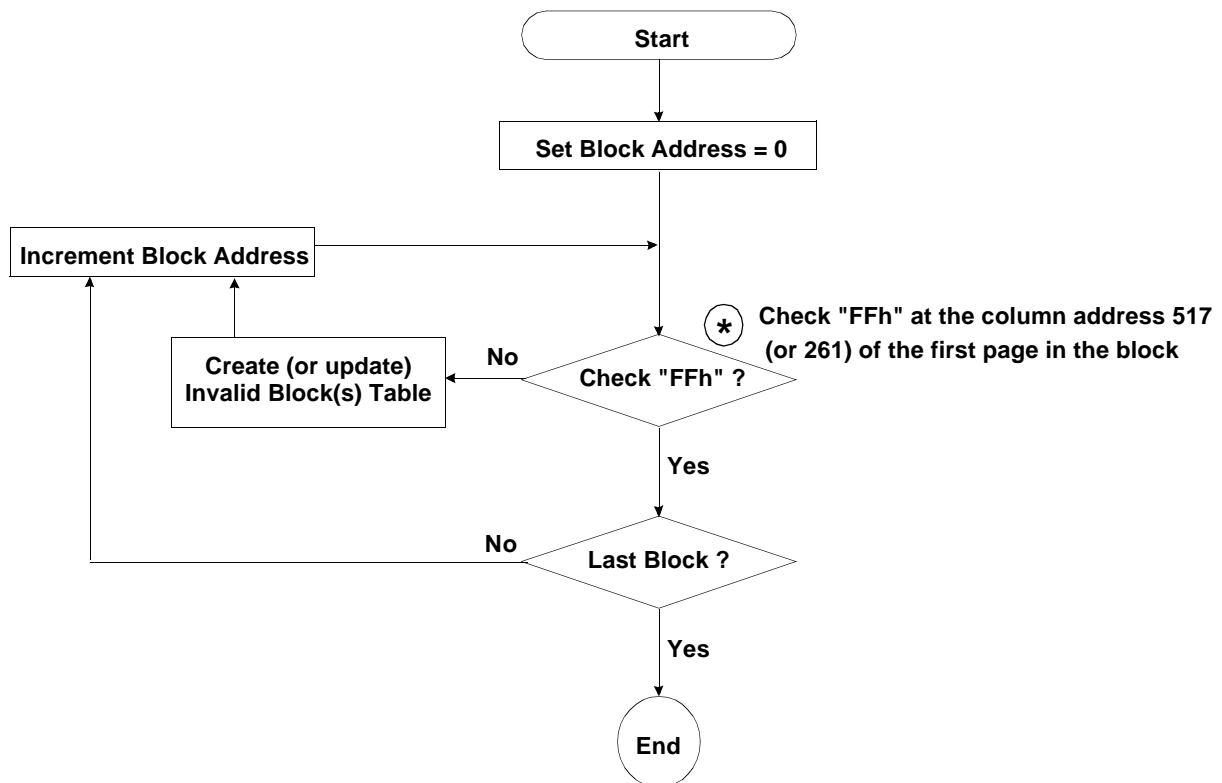 Start
Set Block Address = 0
Increment Block Address
* Check "FFh" at the column address 517
(or 261) of the first page in the block
No
Create (or update)
Invalid Block(s) Table
Check "FFh" ?
Yes
No
Last Block ?
Yes
End